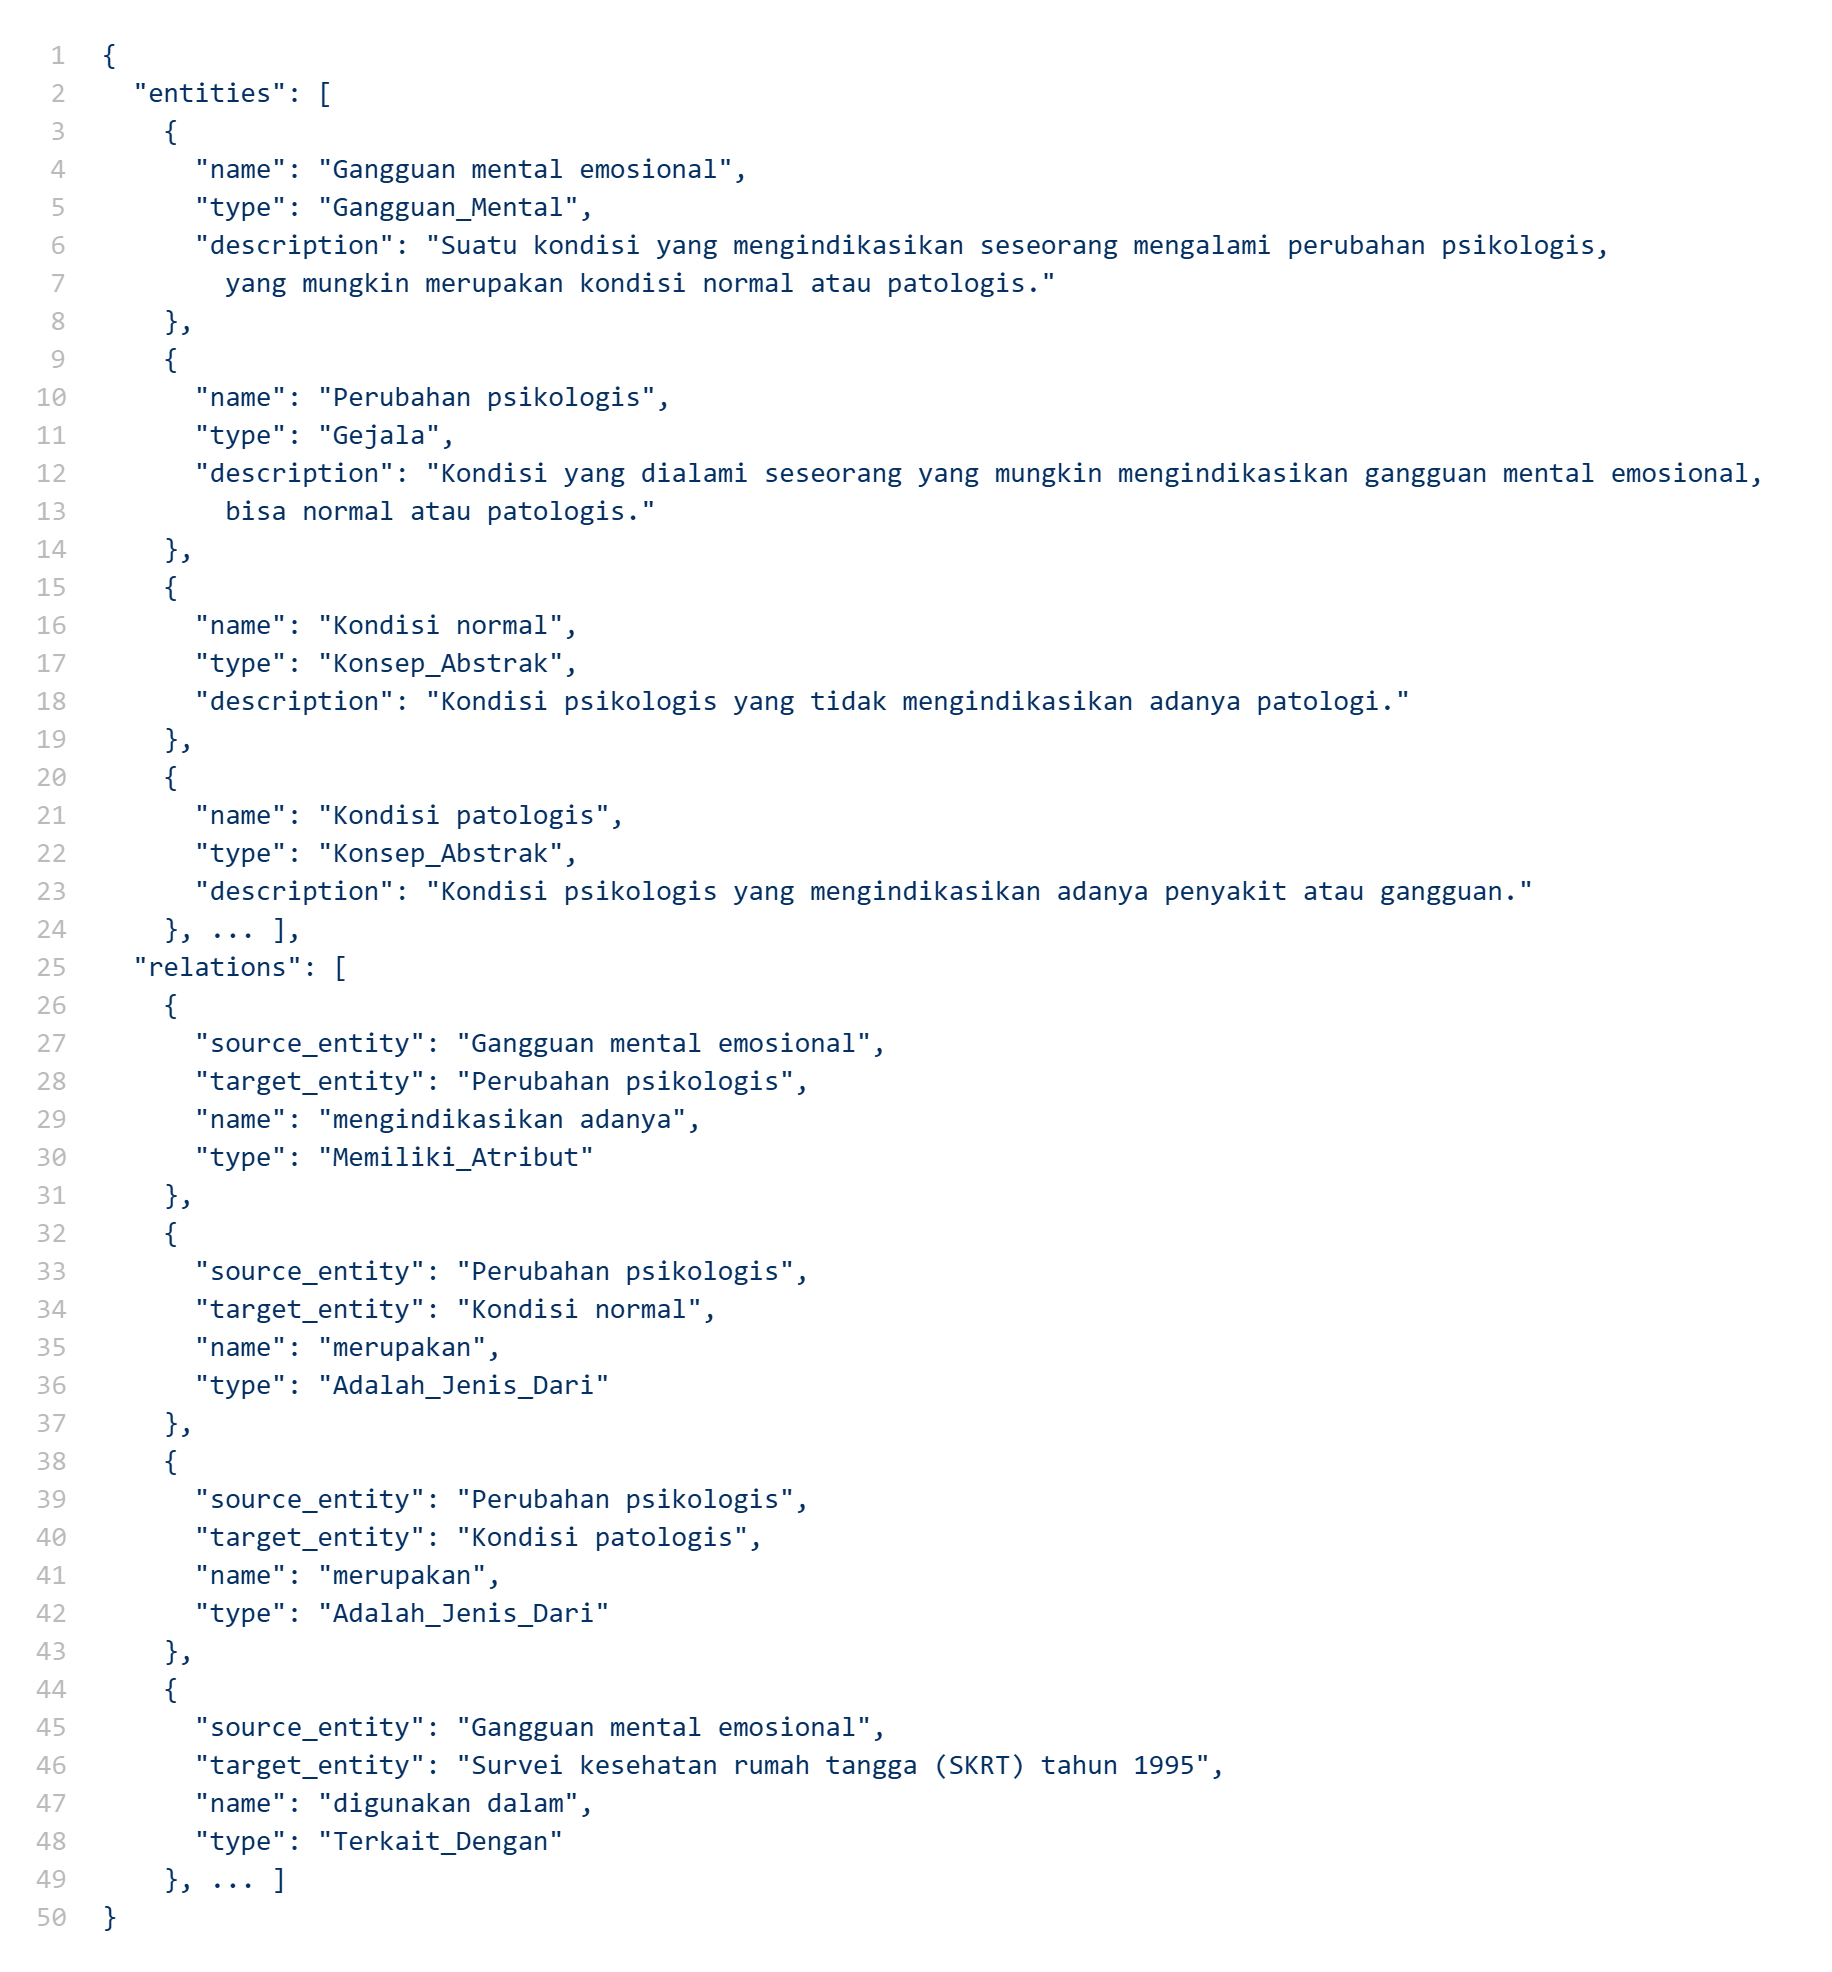 1 {
2 "entities": [
3 {
4 "name": "Gangguan mental emosional",
5 "type": "Gangguan_Mental",
6 "description": "Suatu kondisi yang mengindikasikan seseorang mengalami perubahan psikologis,
7 yang mungkin merupakan kondisi normal atau patologis."
8 },
9 {
10 "name": "Perubahan psikologis",
11 "type": "Gejala",
12 "description": "Kondisi yang dialami seseorang yang mungkin mengindikasikan gangguan mental emosional,
13 bisa normal atau patologis."
14 },
15 {
16 "name": "Kondisi normal",
17 "type": "Konsep_Abstrak",
18 "description": "Kondisi psikologis yang tidak mengindikasikan adanya patologi."
19 },
20 {
21 "name": "Kondisi patologis",
22 "type": "Konsep_Abstrak",
23 "description": "Kondisi psikologis yang mengindikasikan adanya penyakit atau gangguan."
24 }, ... ],
25 "relations": [
26 {
27 "source_entity": "Gangguan mental emosional",
28 "target_entity": "Perubahan psikologis",
29 "name": "mengindikasikan adanya",
30 "type": "Memiliki_Atribut"
31 },
32 {
33 "source_entity": "Perubahan psikologis",
34 "target_entity": "Kondisi normal",
35 "name": "merupakan",
36 "type": "Adalah_Jenis_Dari"
37 },
38 {
39 "source_entity": "Perubahan psikologis",
40 "target_entity": "Kondisi patologis",
41 "name": "merupakan",
42 "type": "Adalah_Jenis_Dari"
43 },
44 {
45 "source_entity": "Gangguan mental emosional",
46 "target_entity": "Survei kesehatan rumah tangga (SKRT) tahun 1995",
47 "name": "digunakan dalam",
48 "type": "Terkait_Dengan"
49 }, ... ]
50 }